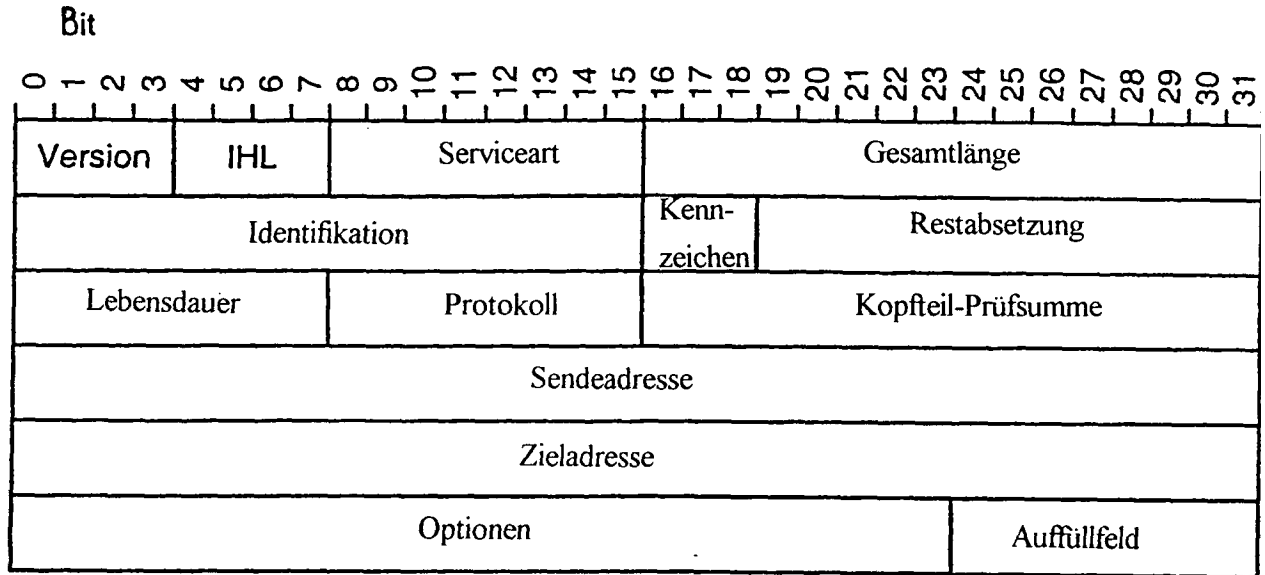 Bit
0 1 2 3 4 5 6 7 8 9 10 11 12 13 14 15 16 17 18 19 20 21 22 23 24 25 26 27 28 29 30 31
Version IHL Serviceart Gesamtlänge
Identifikation Kenn- Restabsetzung
zeichen
Lebensdauer Protokoll Kopfteil-Prüfsumme
Sendeadresse
Zieladresse
Optionen Auffüllfeld